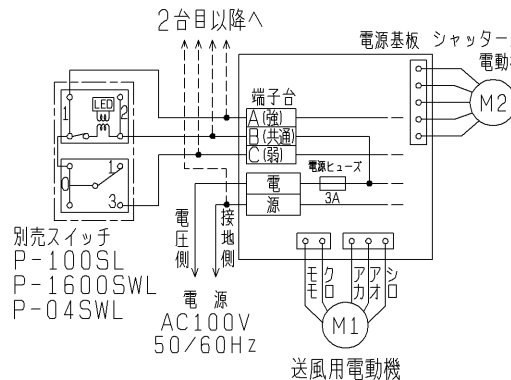 2台目以降へ
電源基板 シャッター
電動
M2
端子台
A(強)
B(共通)
C(弱)
電源ヒューズ
3A
電
源
LED
1 2
0 1
3
別売スイッチ
P-100SL
P-1600SWL
P-04SWL
電圧側
接地側
電 源
AC100V
50/60Hz
モモ
クロ
アカ
アオ
シロ
M1
送風用電動機